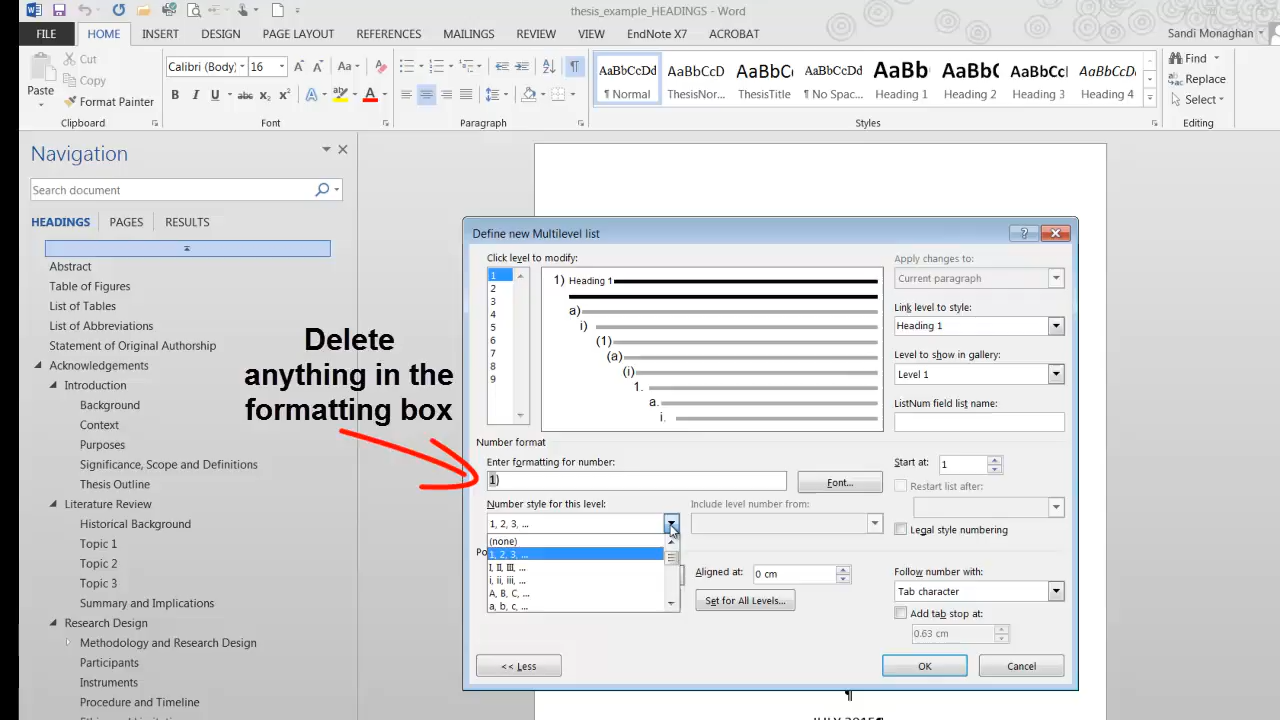 thesis_example_HEADINGS - Word
FILE HOME INSERT DESIGN PAGE LAYOUT REFERENCES MAILINGS REVIEW VIEW EndNote X7 ACROBAT Sandi Monaghan
Cut
Copy
Format Painter
Paste
Clipboard
Calibri (Body) 16
Font
Paragraph
AaBbCcDd AaBbCcD AaBbC AaBbCcDd AaBb AaBb( AaBbC AaBbCcD
¶ Normal ThesisNor... ThesisTitle ¶ No Spac... Heading 1 Heading 2 Heading 3 Heading 4
Styles
Find
Replace
Select
Editing
Navigation
Search document
HEADINGS PAGES RESULTS
Abstract
Table of Figures
List of Tables
List of Abbreviations
Statement of Original Authorship
Acknowledgements
Introduction
Background
Context
Purposes
Significance, Scope and Definitions
Thesis Outline
Literature Review
Historical Background
Topic 1
Topic 2
Topic 3
Summary and Implications
Research Design
Methodology and Research Design
Participants
Instruments
Procedure and Timeline
Delete
anything in the
formatting box
Define new Multilevel list
Click level to modify:
1
2
3
4
5
6
7
8
9
1) Heading 1
a)
i)
(1)
(a)
(i)
1.
a.
i.
Apply changes to:
Current paragraph
Link level to style:
Heading 1
Level to show in gallery:
Level 1
ListNum field list name:
Number format
Enter formatting for number:
1)
Font...
Number style for this level:
1, 2, 3, ...
(none)
1, 2, 3, ...
I, II, III, ...
i, ii, iii, ...
A, B, C, ...
a, b, c, ...
Include level number from:
Start at: 1
Restart list after:
Legal style numbering
Po
Aligned at: 0 cm
Set for All Levels...
Follow number with:
Tab character
Add tab stop at:
0.63 cm
<< Less
OK
Cancel
¶
JULY 2015¶